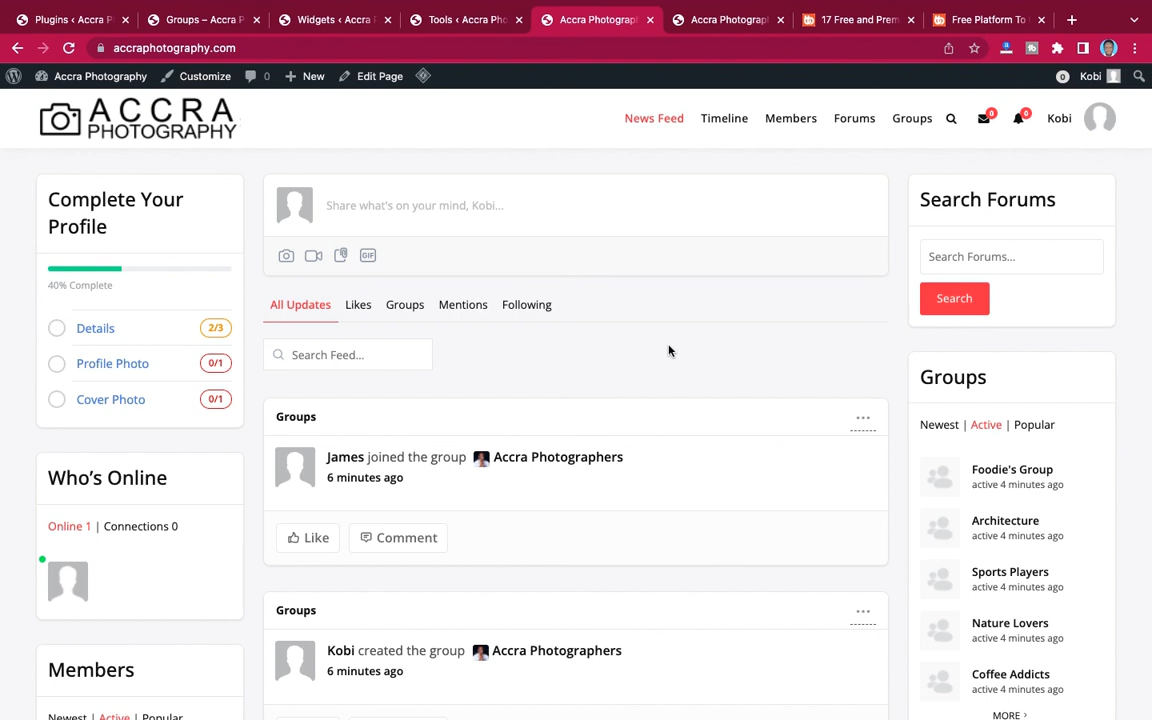 Plugins ‹ Accra P
Groups – Accra P
Widgets ‹ Accra
Tools ‹ Accra Pho
Accra Photograp
Accra Photograp
17 Free and Prem
Free Platform To
accraphotography.com
Accra Photography
Customize
0
New
Edit Page
0
Kobi
ACCRA
PHOTOGRAPHY
News Feed
Timeline
Members
Forums
Groups
0
0
Kobi
Complete Your
Profile
40% Complete
Details
2/3
Profile Photo
0/1
Cover Photo
0/1
Who's Online
Online 1 | Connections 0
Members
Newest | Active | Popular
Share what's on your mind, Kobi...
GIF
All Updates
Likes
Groups
Mentions
Following
Search Feed...
Groups
James joined the group Accra Photographers
6 minutes ago
Like
Comment
Groups
Kobi created the group Accra Photographers
6 minutes ago
Search Forums
Search Forums...
Search
Groups
Newest | Active | Popular
Foodie's Group
active 4 minutes ago
Architecture
active 4 minutes ago
Sports Players
active 4 minutes ago
Nature Lovers
active 4 minutes ago
Coffee Addicts
active 4 minutes ago
MORE ›